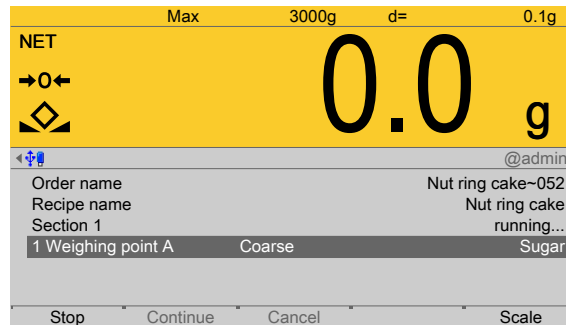 Max 3000g d= 0.1g
NET
→0←
0.0 g
@admin
Order name Nut ring cake~052
Recipe name Nut ring cake
Section 1 running...
1 Weighing point A Coarse Sugar
Stop Continue Cancel Scale